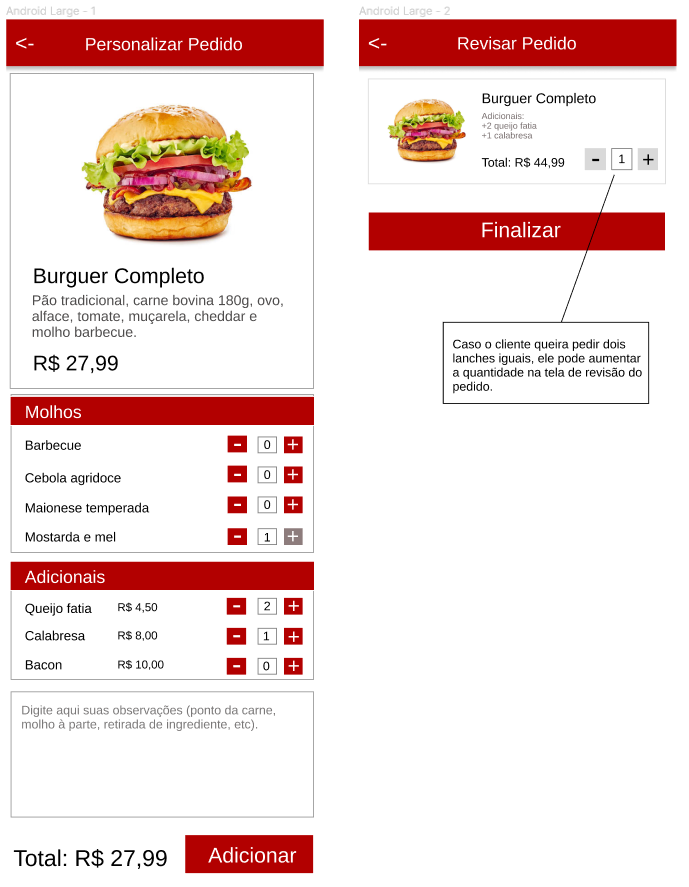 Android Large - 1
<- Personalizar Pedido
Burguer Completo
Pão tradicional, carne bovina 180g, ovo,
alface, tomate, muçarela, cheddar e
molho barbecue.
R$ 27,99
Molhos
Barbecue - 0 +
Cebola agridoce - 0 +
Maionese temperada - 0 +
Mostarda e mel - 1 +
Adicionais
Queijo fatia R$ 4,50 - 2 +
Calabresa R$ 8,00 - 1 +
Bacon R$ 10,00 - 0 +
Digite aqui suas observações (ponto da carne,
molho à parte, retirada de ingrediente, etc).
Total: R$ 27,99 Adicionar
Android Large - 2
<- Revisar Pedido
Burguer Completo
Adicionais:
+2 queijo fatia
+1 calabresa
Total: R$ 44,99 - 1 +
Finalizar
Caso o cliente queira pedir dois
lanches iguais, ele pode aumentar
a quantidade na tela de revisão do
pedido.